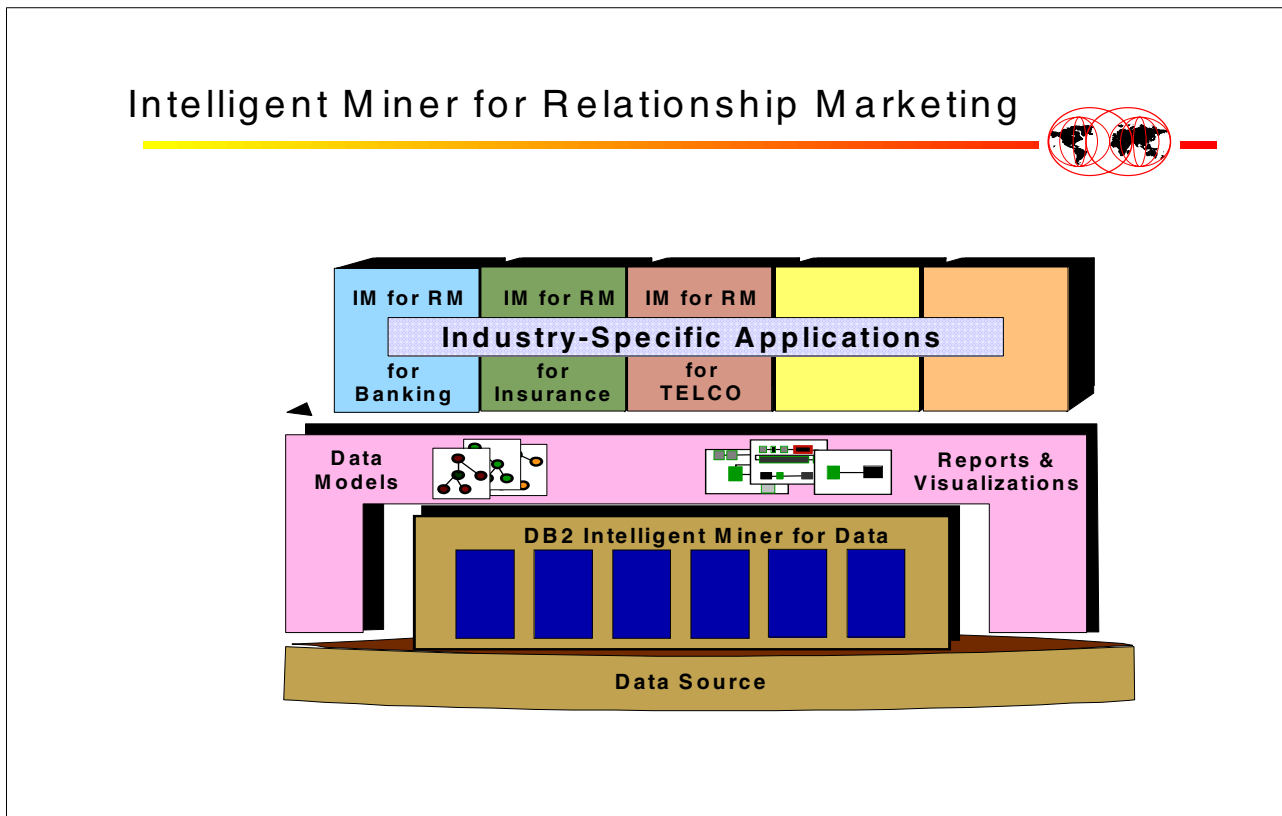 Intelligent Miner for Relationship Marketing
IM for RM
IM for RM
IM for RM
Industry-Specific Applications
for
Banking
for
Insurance
for
TELCO
Data
Models
Reports &
Visualizations
DB2 Intelligent Miner for Data
Data Source